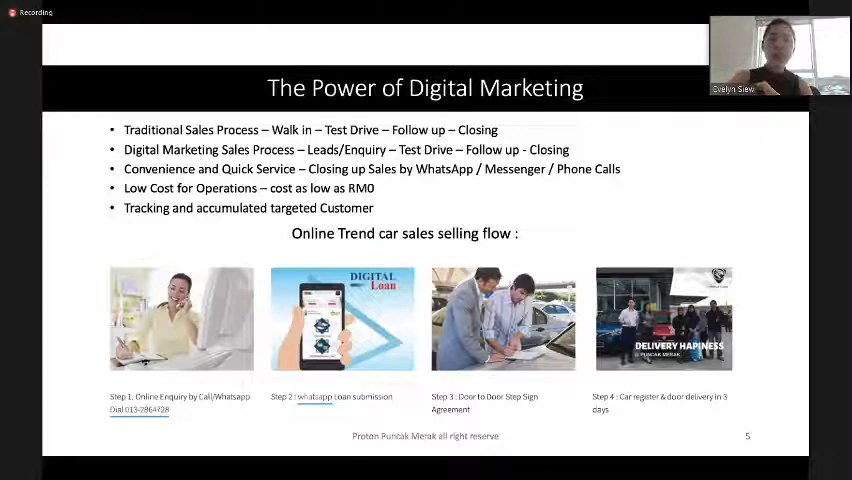 Recording
Evelyn Siew
The Power of Digital Marketing
• Traditional Sales Process – Walk in – Test Drive – Follow up – Closing
• Digital Marketing Sales Process – Leads/Enquiry – Test Drive – Follow up - Closing
• Convenience and Quick Service – Closing up Sales by WhatsApp / Messenger / Phone Calls
• Low Cost for Operations – cost as low as RM0
• Tracking and accumulated targeted Customer
Online Trend car sales selling flow :
DIGITAL
Loan
DELIVERY HAPINESS
@ PUNCAK MERAK
Step 1. Online Enquiry by Call/Whatsapp
Dial 013-2864728
Step 2 : whatsapp Loan submission
Step 3 : Door to Door Step Sign
Agreement
Step 4 : Car register & door delivery in 3
days
Proton Puncak Merak all right reserve
5